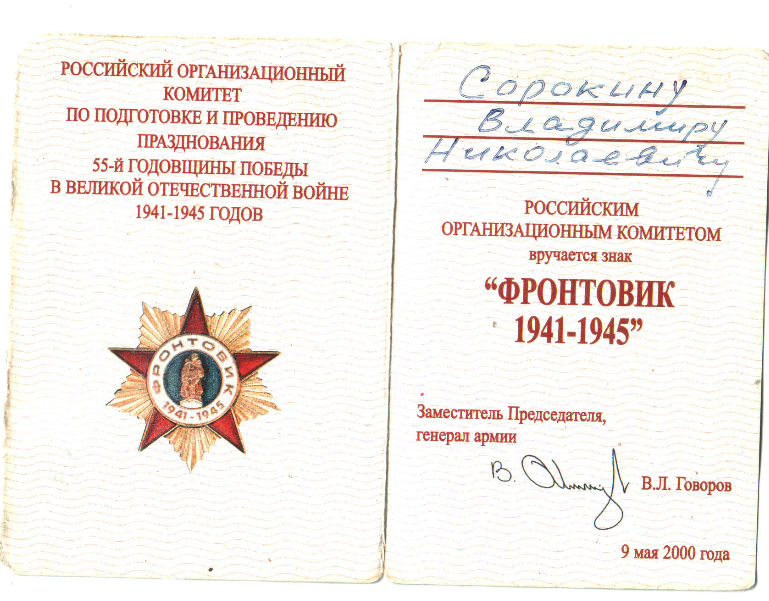 РОССИЙСКИЙ ОРГАНИЗАЦИОННЫЙ
КОМИТЕТ
ПО ПОДГОТОВКЕ И ПРОВЕДЕНИЮ
ПРАЗДНОВАНИЯ
55-й ГОДОВЩИНЫ ПОБЕДЫ
В ВЕЛИКОЙ ОТЕЧЕСТВЕННОЙ ВОЙНЕ
1941-1945 ГОДОВ
ФРОНТОВИК
1941-1945
Сорокину
Владимиру
Николаевичу
РОССИЙСКИМ
ОРГАНИЗАЦИОННЫМ КОМИТЕТОМ
вручается знак
“ФРОНТОВИК
1941-1945”
Заместитель Председателя,
генерал армии
В.
В.Л. Говоров
9 мая 2000 года